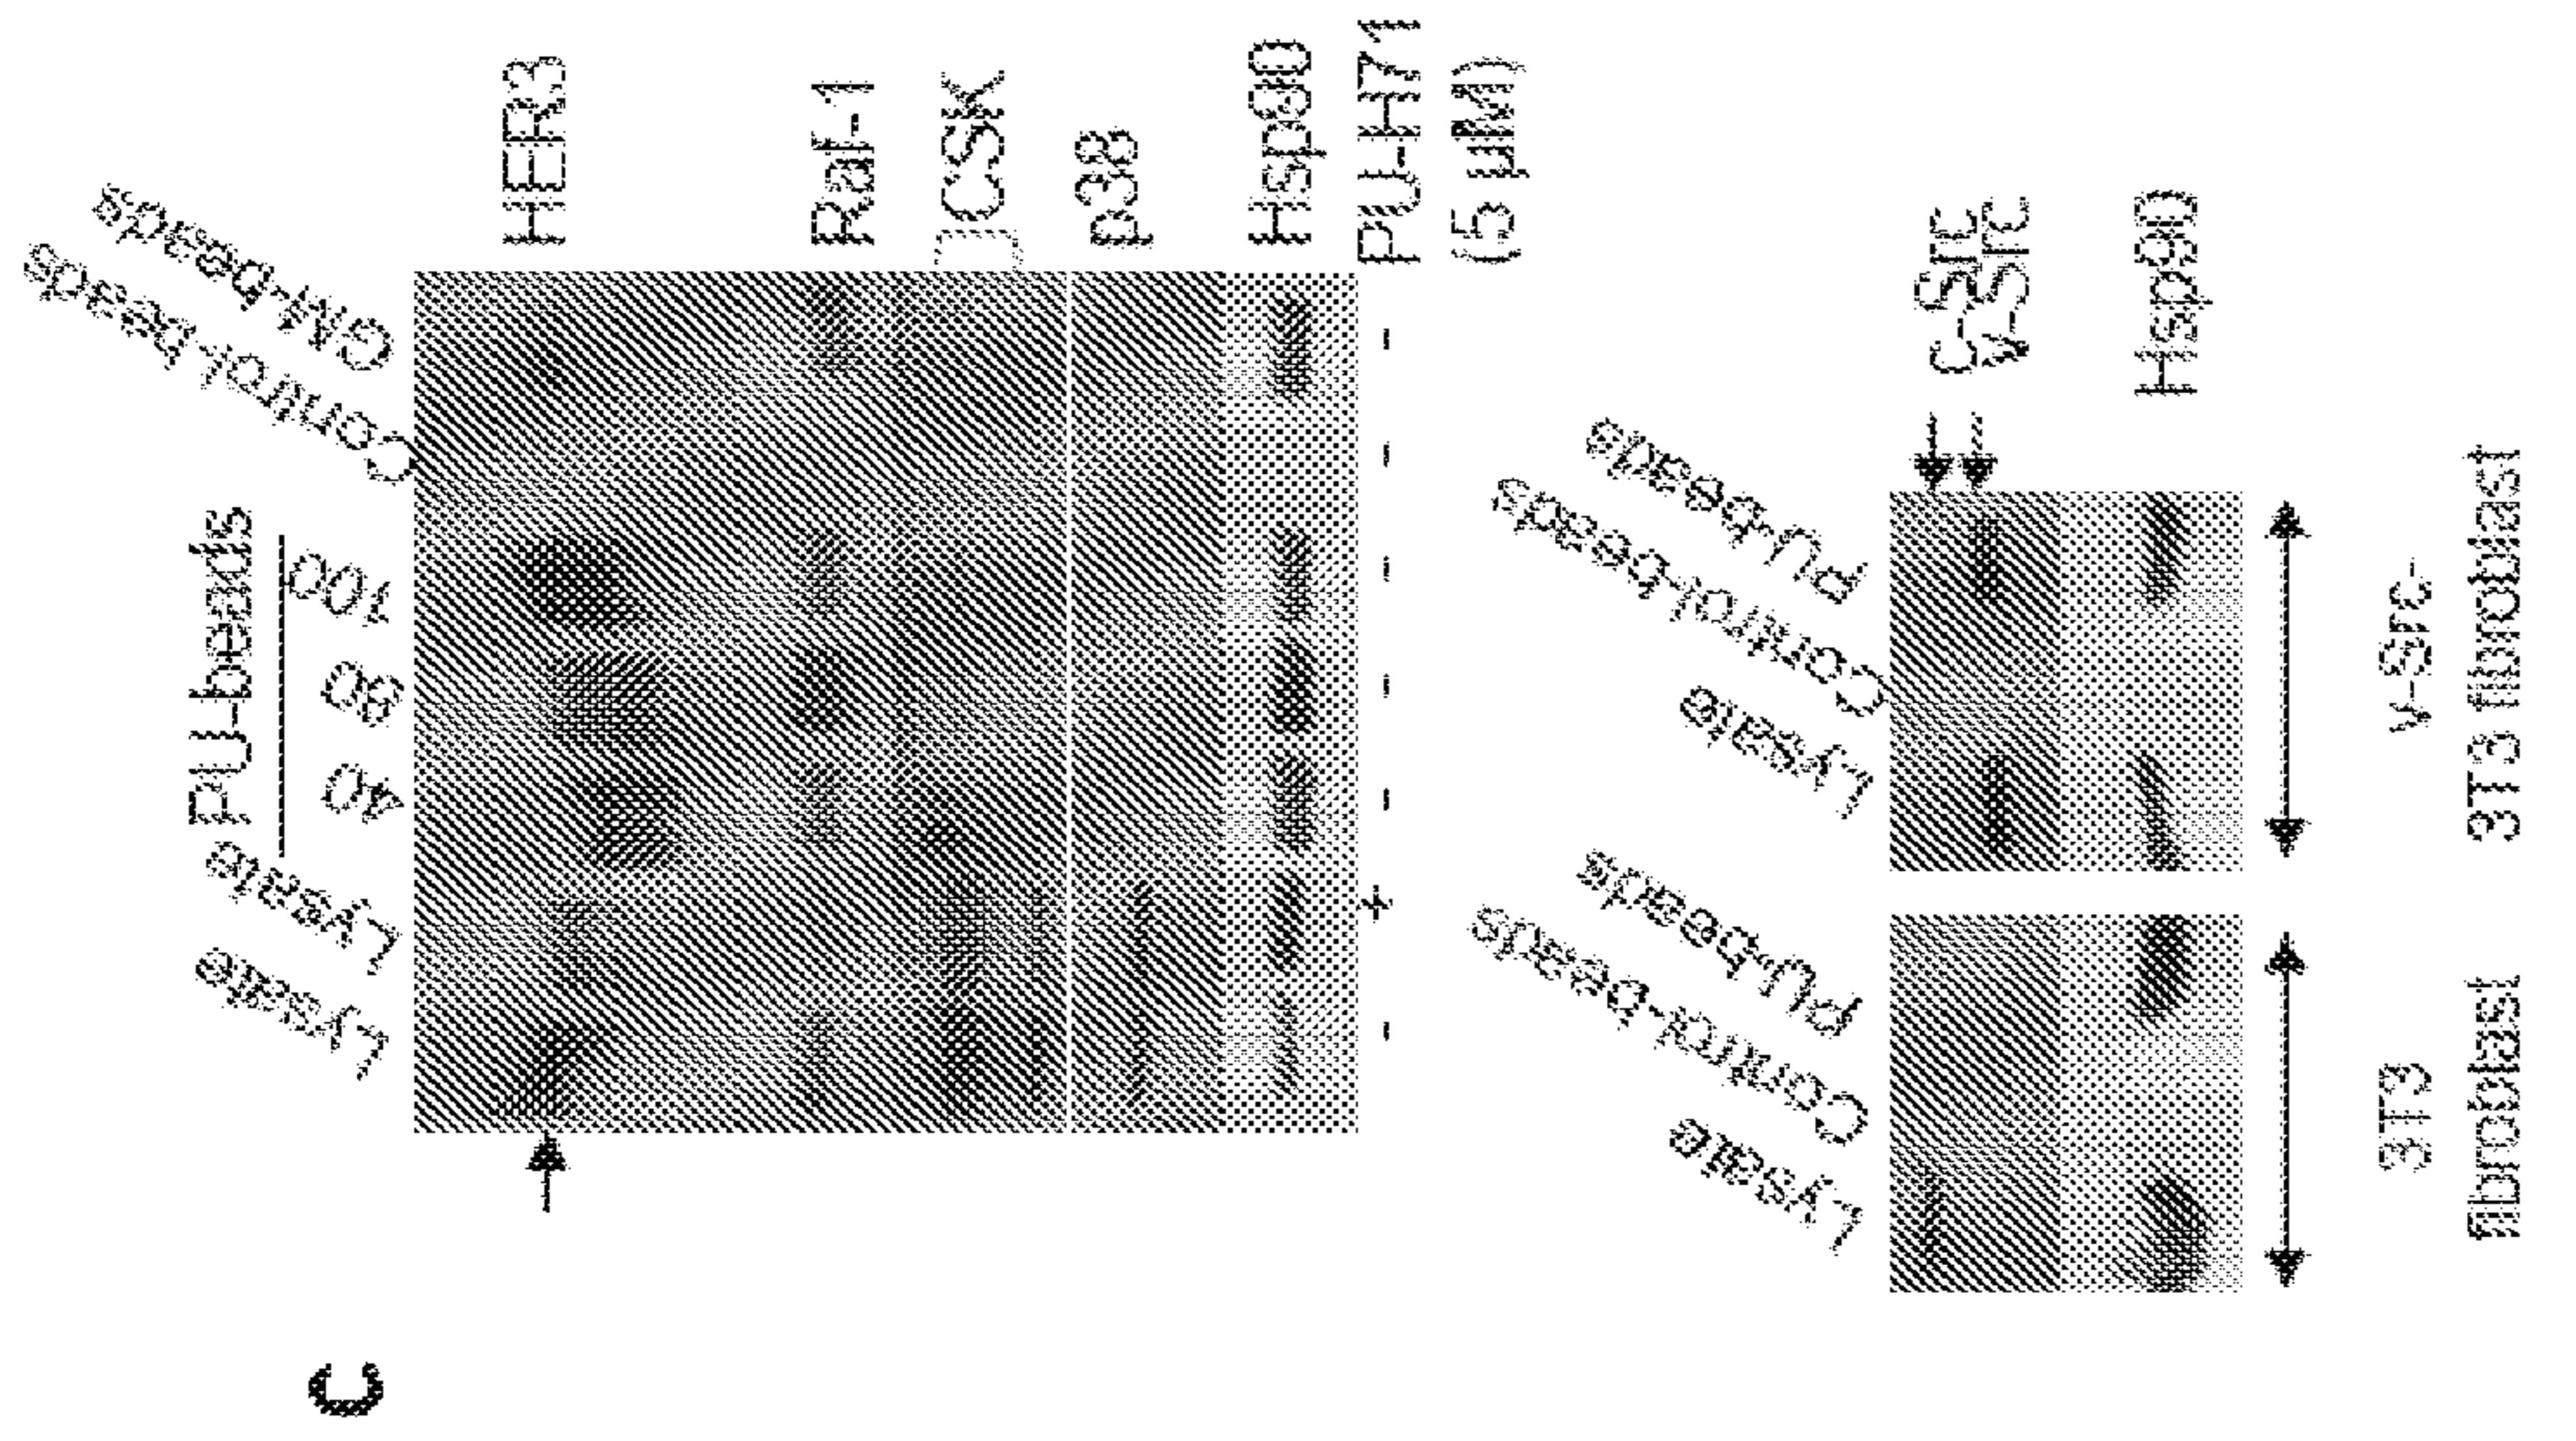 c
PU-beads
Lysate
Lysate
40
80
100
Control-beads
GM-beads
HER3
Raf-1
CSK
p38
Hsp90
- + - - - - - PU-H71
(5 µM)
Lysate
Control-beads
PU-beads
Lysate
Control-beads
PU-beads
c-Src
v-Src
Hsp90
3T3
fibroblast
v-Src-
3T3 fibroblast